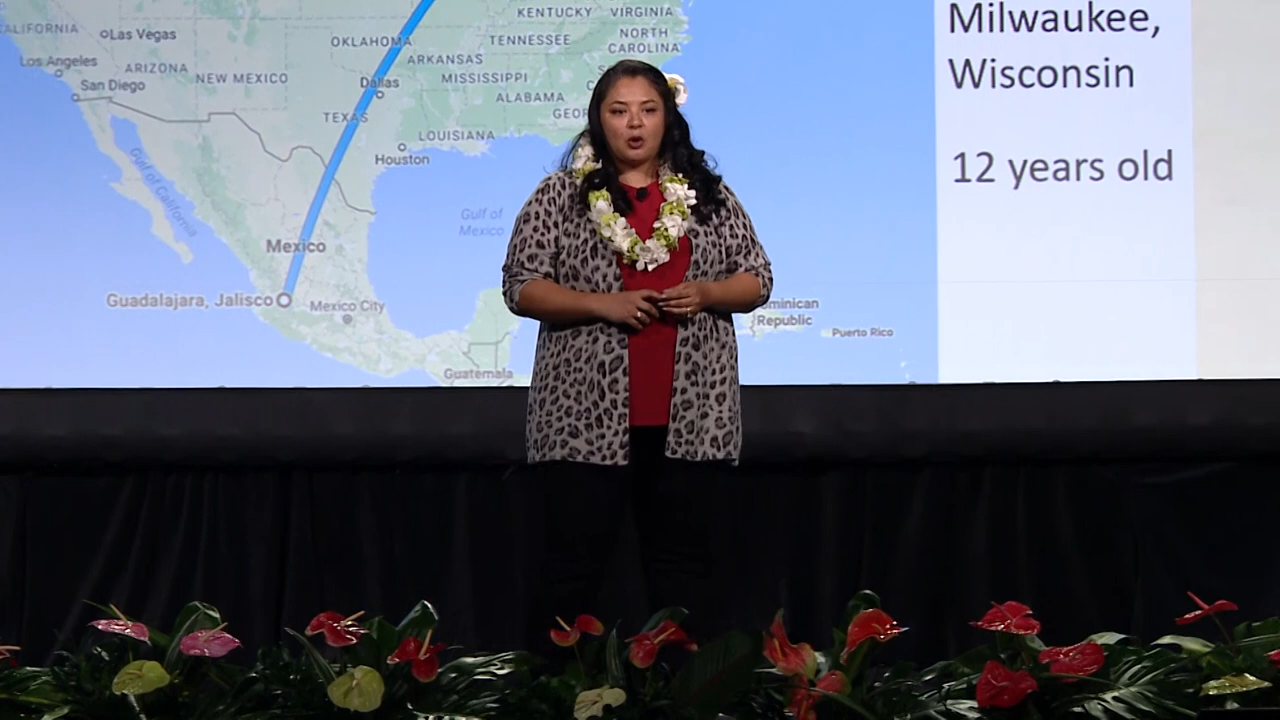 KENTUCKY
VIRGINIA
CALIFORNIA
Las Vegas
OKLAHOMA
TENNESSEE
NORTH
CAROLINA
Los Angeles
ARIZONA
NEW MEXICO
ARKANSAS
San Diego
Dallas
MISSISSIPPI
ALABAMA
TEXAS
GEOR
LOUISIANA
Houston
Gulf of California
Gulf of
Mexico
Mexico
Guadalajara, Jalisco
Mexico City
Guatemala
minican
Republic
Puerto Rico
Milwaukee,
Wisconsin
12 years old